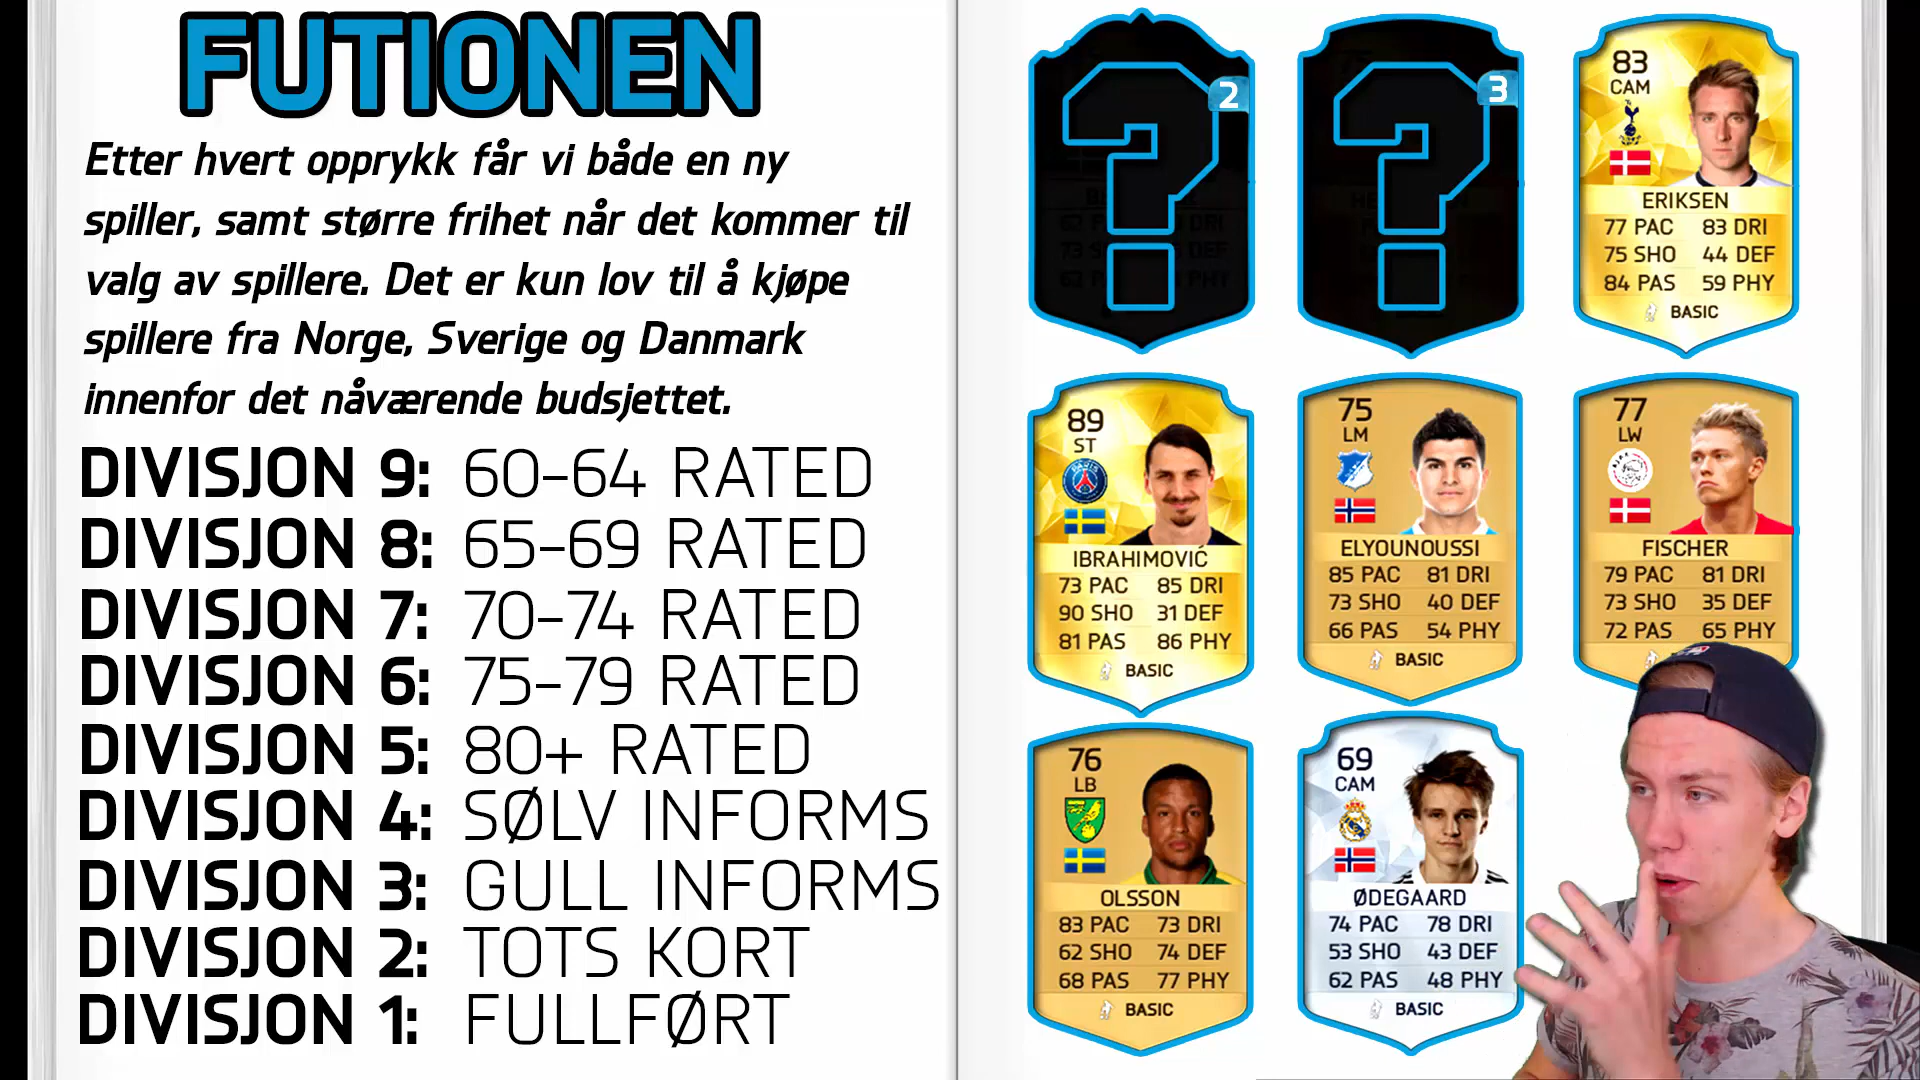 FUTIONEN
Etter hvert opprykk får vi både en ny
spiller, samt større frihet når det kommer til
valg av spillere. Det er kun lov til å kjøpe
spillere fra Norge, Sverige og Danmark
innenfor det nåværende budsjettet.
DIVISJON 9: 60-64 RATED
DIVISJON 8: 65-69 RATED
DIVISJON 7: 70-74 RATED
DIVISJON 6: 75-79 RATED
DIVISJON 5: 80+ RATED
DIVISJON 4: SØLV INFORMS
DIVISJON 3: GULL INFORMS
DIVISJON 2: TOTS KORT
DIVISJON 1: FULLFØRT
?
2
?
3
83
CAM
ERIKSEN
77 PAC 83 DRI
75 SHO 44 DEF
84 PAS 59 PHY
BASIC
89
ST
PARIS
IBRAHIMOVIĆ
73 PAC 85 DRI
90 SHO 31 DEF
81 PAS 86 PHY
BASIC
75
LM
ELYOUNOUSSI
85 PAC 81 DRI
73 SHO 40 DEF
66 PAS 54 PHY
BASIC
77
LW
AJAX
FISCHER
79 PAC 81 DRI
73 SHO 35 DEF
72 PAS 65 PHY
76
LB
OLSSON
83 PAC 73 DRI
62 SHO 74 DEF
68 PAS 77 PHY
BASIC
69
CAM
ØDEGAARD
74 PAC 78 DRI
53 SHO 43 DEF
62 PAS 48 PHY
BASIC